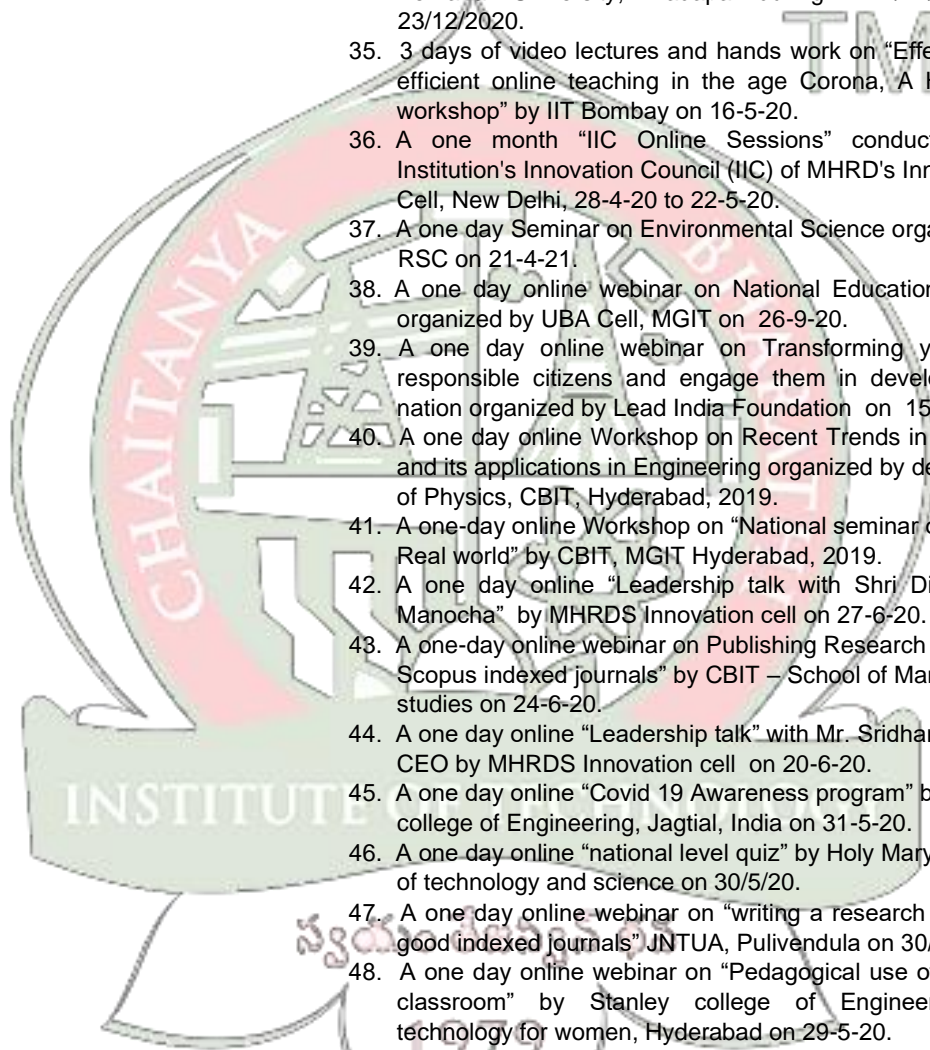 TM
23/12/2020.
35. 3 days of video lectures and hands work on “Effe
efficient online teaching in the age Corona, A H
workshop” by IIT Bombay on 16-5-20.
36. A one month “IIC Online Sessions” conduct
Institution's Innovation Council (IIC) of MHRD's Inn
Cell, New Delhi, 28-4-20 to 22-5-20.
37. A one day Seminar on Environmental Science orga
RSC on 21-4-21.
38. A one day online webinar on National Education
organized by UBA Cell, MGIT on 26-9-20.
39. A one day online webinar on Transforming y
responsible citizens and engage them in devel
nation organized by Lead India Foundation on 15
40. A one day online Workshop on Recent Trends in
and its applications in Engineering organized by de
of Physics, CBIT, Hyderabad, 2019.
41. A one-day online Workshop on “National seminar o
Real world” by CBIT, MGIT Hyderabad, 2019.
42. A one day online “Leadership talk with Shri Di
Manocha” by MHRDS Innovation cell on 27-6-20.
43. A one-day online webinar on Publishing Research
Scopus indexed journals” by CBIT – School of Mar
studies on 24-6-20.
44. A one day online “Leadership talk” with Mr. Sridhar
CEO by MHRDS Innovation cell on 20-6-20.
45. A one day online “Covid 19 Awareness program” b
college of Engineering, Jagtial, India on 31-5-20.
46. A one day online “national level quiz” by Holy Mary
of technology and science on 30/5/20.
47. A one day online webinar on “writing a research
good indexed journals” JNTUA, Pulivendula on 30/
48. A one day online webinar on “Pedagogical use o
classroom” by Stanley college of Engineer
technology for women, Hyderabad on 29-5-20.
CHAITANYA BHARATHI
INSTITUTE OF TECHNOLOGY
స్వయం తేజస్విన్ భవ
1979